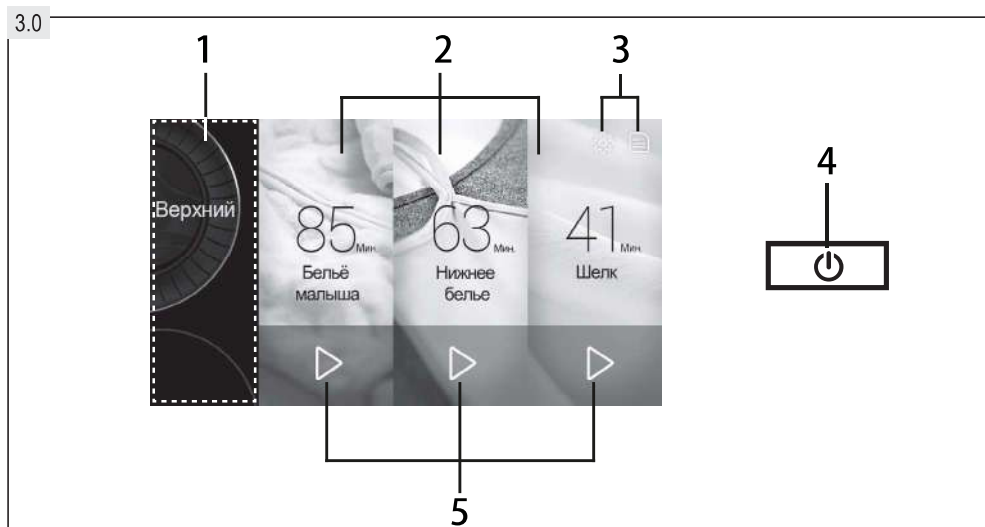 3.0
1
2
3
4
Верхний
85 Мин.
Бельё
малыша
63 Мин.
Нижнее
белье
41 Мин.
Шелк
5